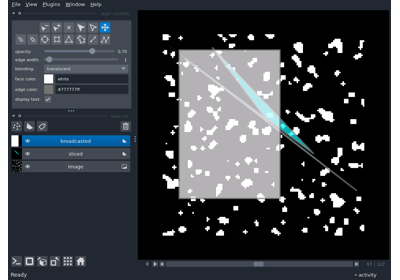 File View Plugins Window Help
opacity: 0.70
edge width: 1
blending: translucent
face color: white
edge color: #777777ff
display text: ✓
broadcasted
sliced
Image
0
Ready
activity